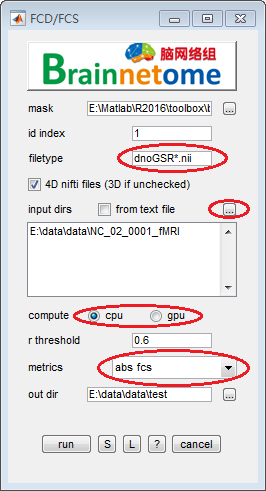 FCD/FCS
脑网络组
Brainnetome
mask E:\Matlab\R2016\toolbox\t ...
id index 1
filetype dnoGSR*.nii
4D nifti files (3D if unchecked)
input dirs from text file ...
E:\data\data\NC_02_0001_fMRI
compute cpu gpu
r threshold 0.6
metrics abs fcs
out dir E:\data\data\test ...
run S L ? cancel